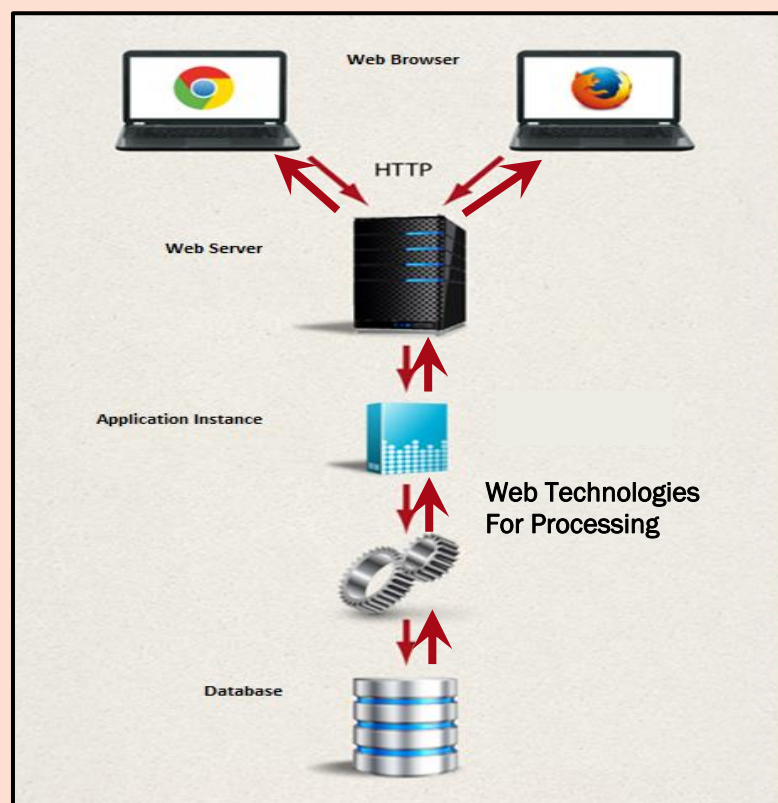 Web Browser
HTTP
Web Server
Application Instance
Web Technologies
For Processing
Database